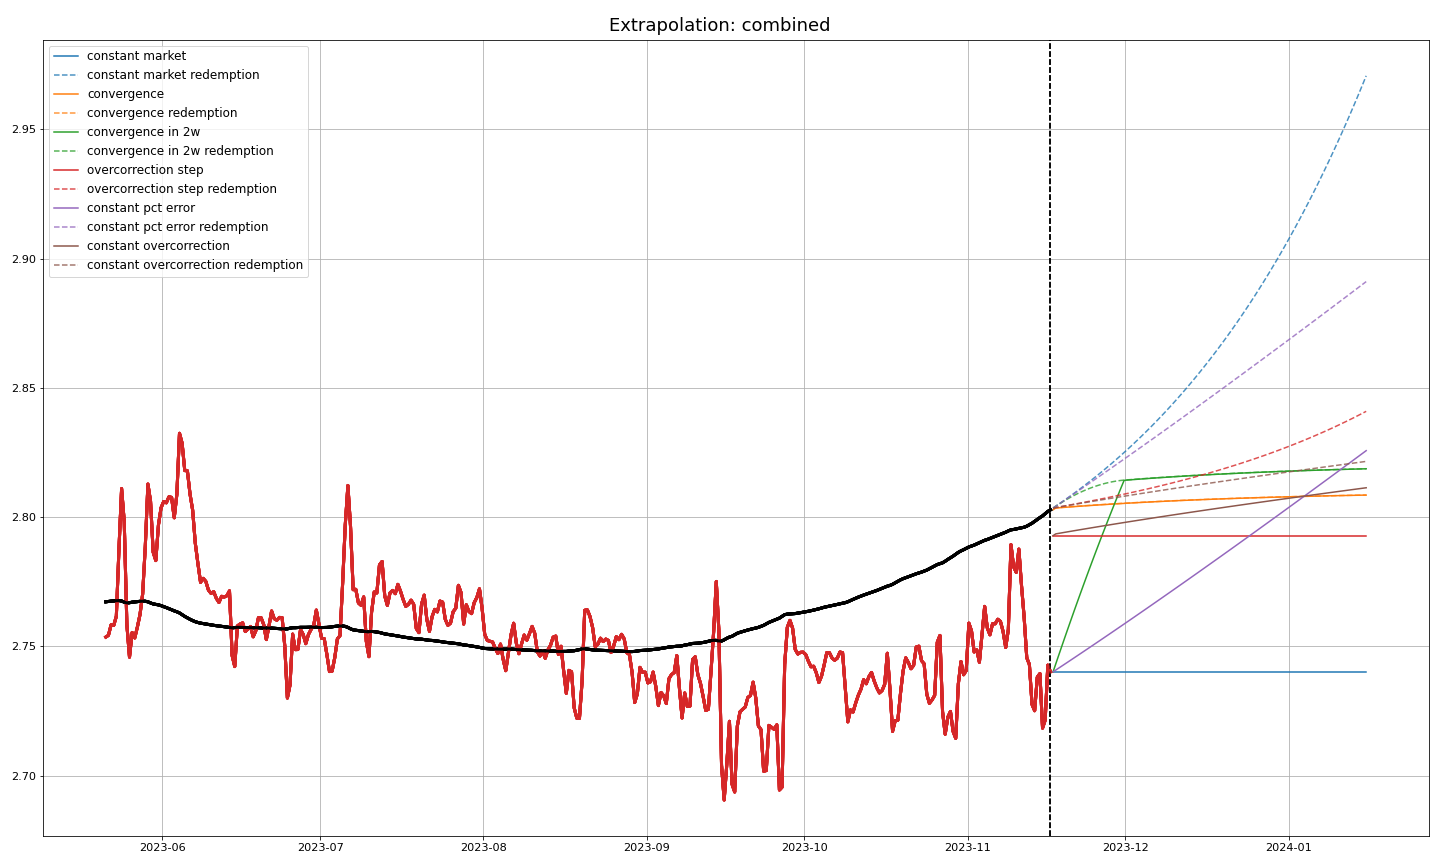 Extrapolation: combined
constant market
constant market redemption
convergence
convergence redemption
convergence in 2w
convergence in 2w redemption
overcorrection step
overcorrection step redemption
constant pct error
constant pct error redemption
constant overcorrection
constant overcorrection redemption
2.95
2.90
2.85
2.80
2.75
2.70
2023-06 2023-07 2023-08 2023-09 2023-10 2023-11 2023-12 2024-01